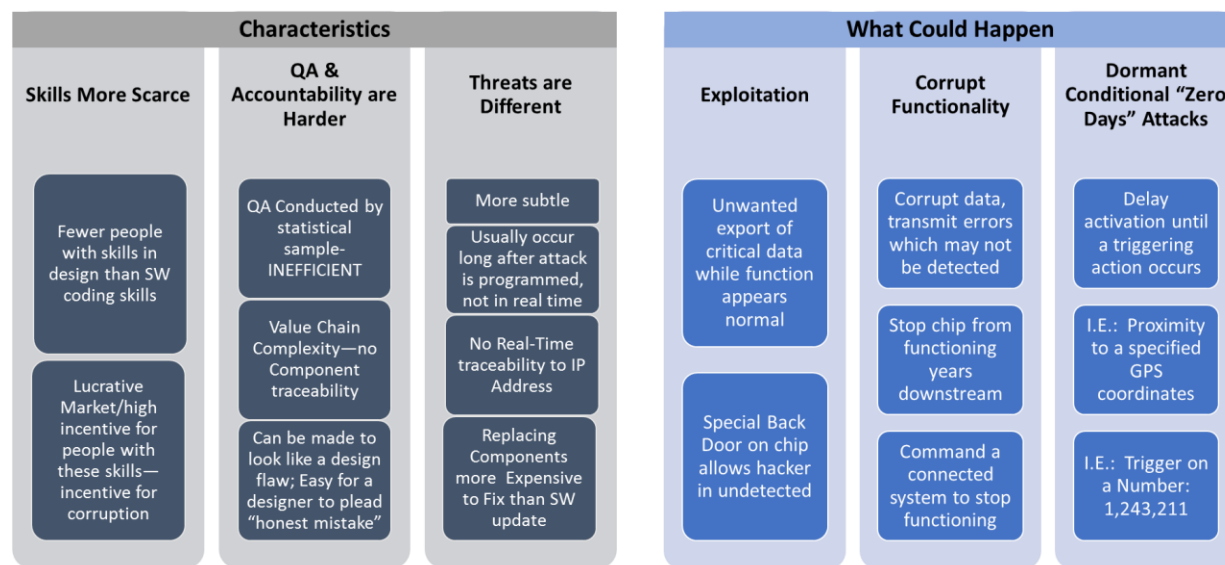 Characteristics
Skills More Scarce
Fewer people
with skills in
design than SW
coding skills
Lucrative
Market/high
incentive for
people with
these skills—
incentive for
corruption
QA &
Accountability are
Harder
QA Conducted by
statistical
sample-
INEFFICIENT
Value Chain
Complexity—no
Component
traceability
Can be made to
look like a design
flaw; Easy for a
designer to plead
“honest mistake”
Threats are
Different
More subtle
Usually occur
long after attack
is programmed,
not in real time
No Real-Time
traceability to IP
Address
Replacing
Components
more Expensive
to Fix than SW
update
What Could Happen
Exploitation
Unwanted
export of
critical data
while function
appears
normal
Special Back
Door on chip
allows hacker
in undetected
Corrupt
Functionality
Corrupt data,
transmit errors
which may not
be detected
Stop chip from
functioning
years
downstream
Command a
connected
system to stop
functioning
Dormant
Conditional “Zero
Days” Attacks
Delay
activation until
a triggering
action occurs
I.E.: Proximity
to a specified
GPS
coordinates
I.E.: Trigger on
a Number:
1,243,211